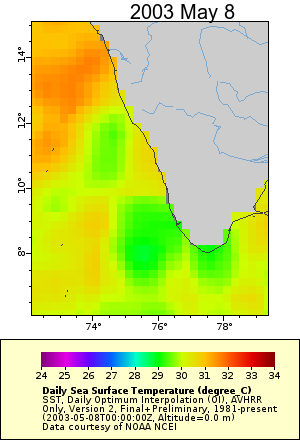 2003 May 8
14°
12°
10°
8°
74° 76° 78°
24 25 26 27 28 29 30 31 32 33 34
Daily Sea Surface Temperature (degree_C)
SST, Daily Optimum Interpolation (OI), AVHRR
Only, Version 2, Final+Preliminary, 1981-present
(2003-05-08T00:00:00Z, Altitude=0.0 m)
Data courtesy of NOAA NCEI